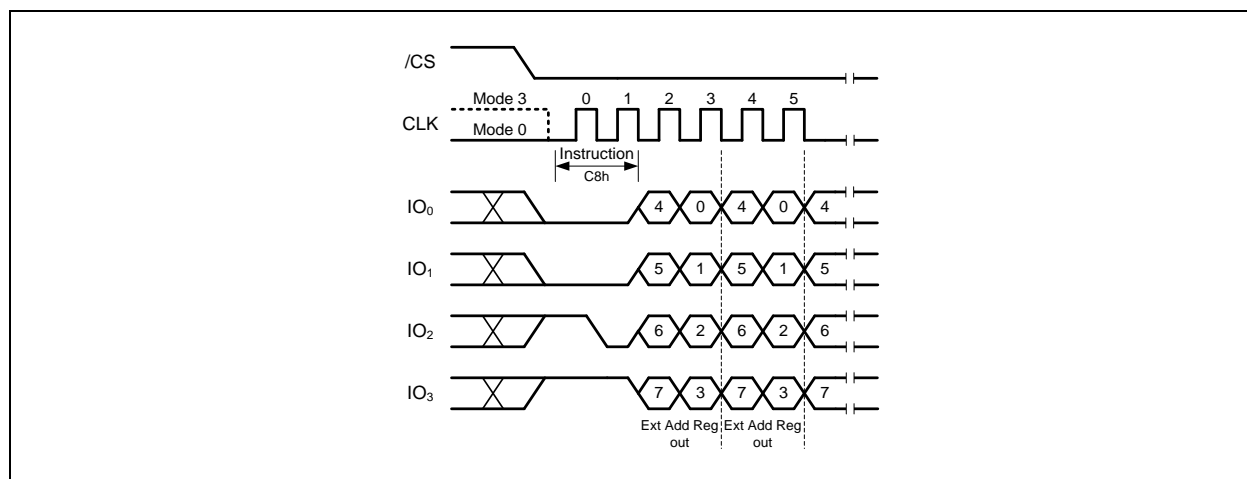 /CS
Mode 3 0 1 2 3 4 5
CLK
Mode 0
Instruction
C8h
IO₀ 4 0 4 0 4
IO₁ 5 1 5 1 5
IO₂ 6 2 6 2 6
IO₃ 7 3 7 3 7
Ext Add Reg Ext Add Reg
out out